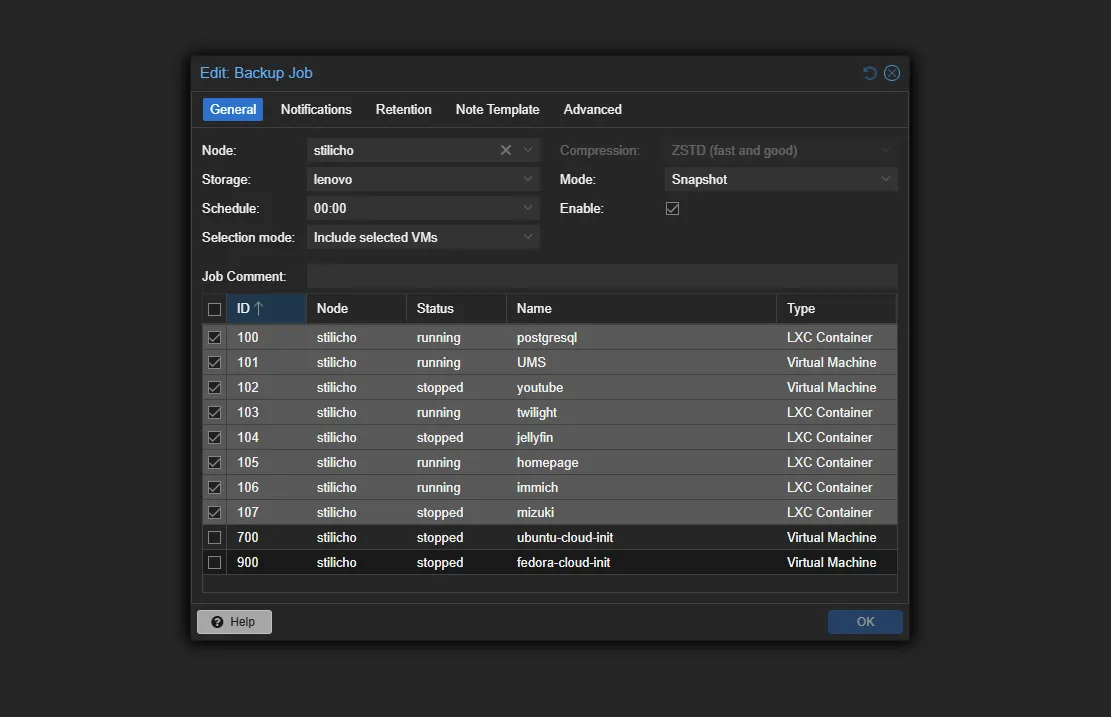 Edit: Backup Job
General Notifications Retention Note Template Advanced
Node: stilicho Compression: ZSTD (fast and good)
Storage: lenovo Mode: Snapshot
Schedule: 00:00 Enable:
Selection mode: Include selected VMs
Job Comment:
ID Node Status Name Type
100 stilicho running postgresql LXC Container
101 stilicho running UMS Virtual Machine
102 stilicho stopped youtube Virtual Machine
103 stilicho running twilight LXC Container
104 stilicho stopped jellyfin LXC Container
105 stilicho running homepage LXC Container
106 stilicho running immich LXC Container
107 stilicho stopped mizuki LXC Container
700 stilicho stopped ubuntu-cloud-init Virtual Machine
900 stilicho stopped fedora-cloud-init Virtual Machine
Help OK